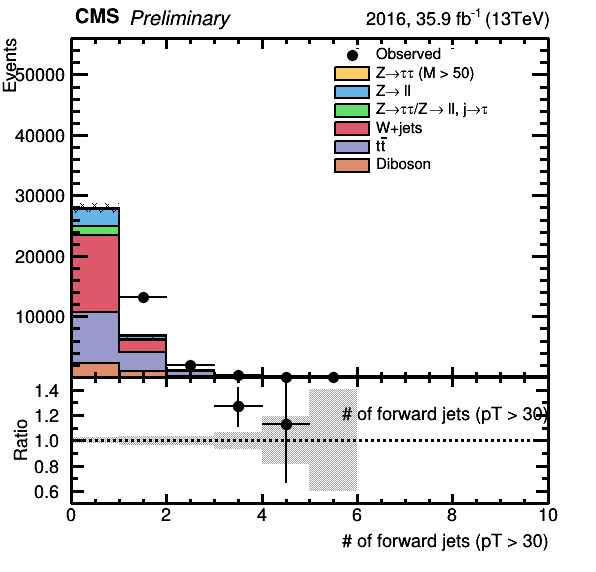 CMS Preliminary 2016, 35.9 fb⁻¹ (13TeV)
Events
50000
40000
30000
20000
10000
Observed
Z→ττ (M > 50)
Z→ ll
Z→ττ/Z→ ll, j→τ
W+jets
tt̄
Diboson
Ratio
1.4
1.2
1.0
0.8
0.6
# of forward jets (pT > 30)
0 2 4 6 8 10
# of forward jets (pT > 30)